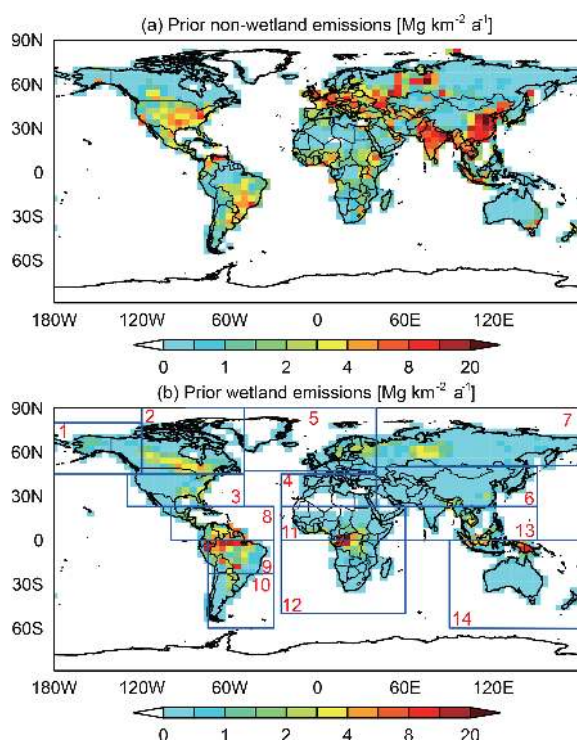 (a) Prior non-wetland emissions [Mg km⁻² a⁻¹]
90N
60N
30N
0
30S
60S
180W 120W 60W 0 60E 120E
0 1 2 4 8 20
(b) Prior wetland emissions [Mg km⁻² a⁻¹]
90N
60N
30N
0
30S
60S
1 2 5 7
4
3 6
8
11 13
9
10
12 14
180W 120W 60W 0 60E 120E
0 1 2 4 8 20